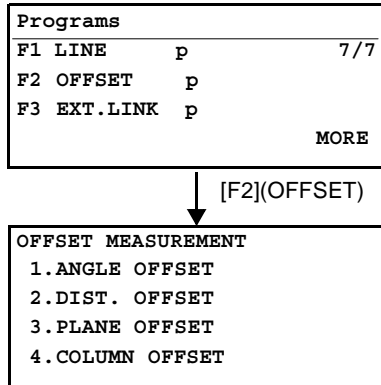 Programs
F1 LINE p 7/7
F2 OFFSET p
F3 EXT.LINK p
MORE
[F2](OFFSET)
OFFSET MEASUREMENT
1.ANGLE OFFSET
2.DIST. OFFSET
3.PLANE OFFSET
4.COLUMN OFFSET